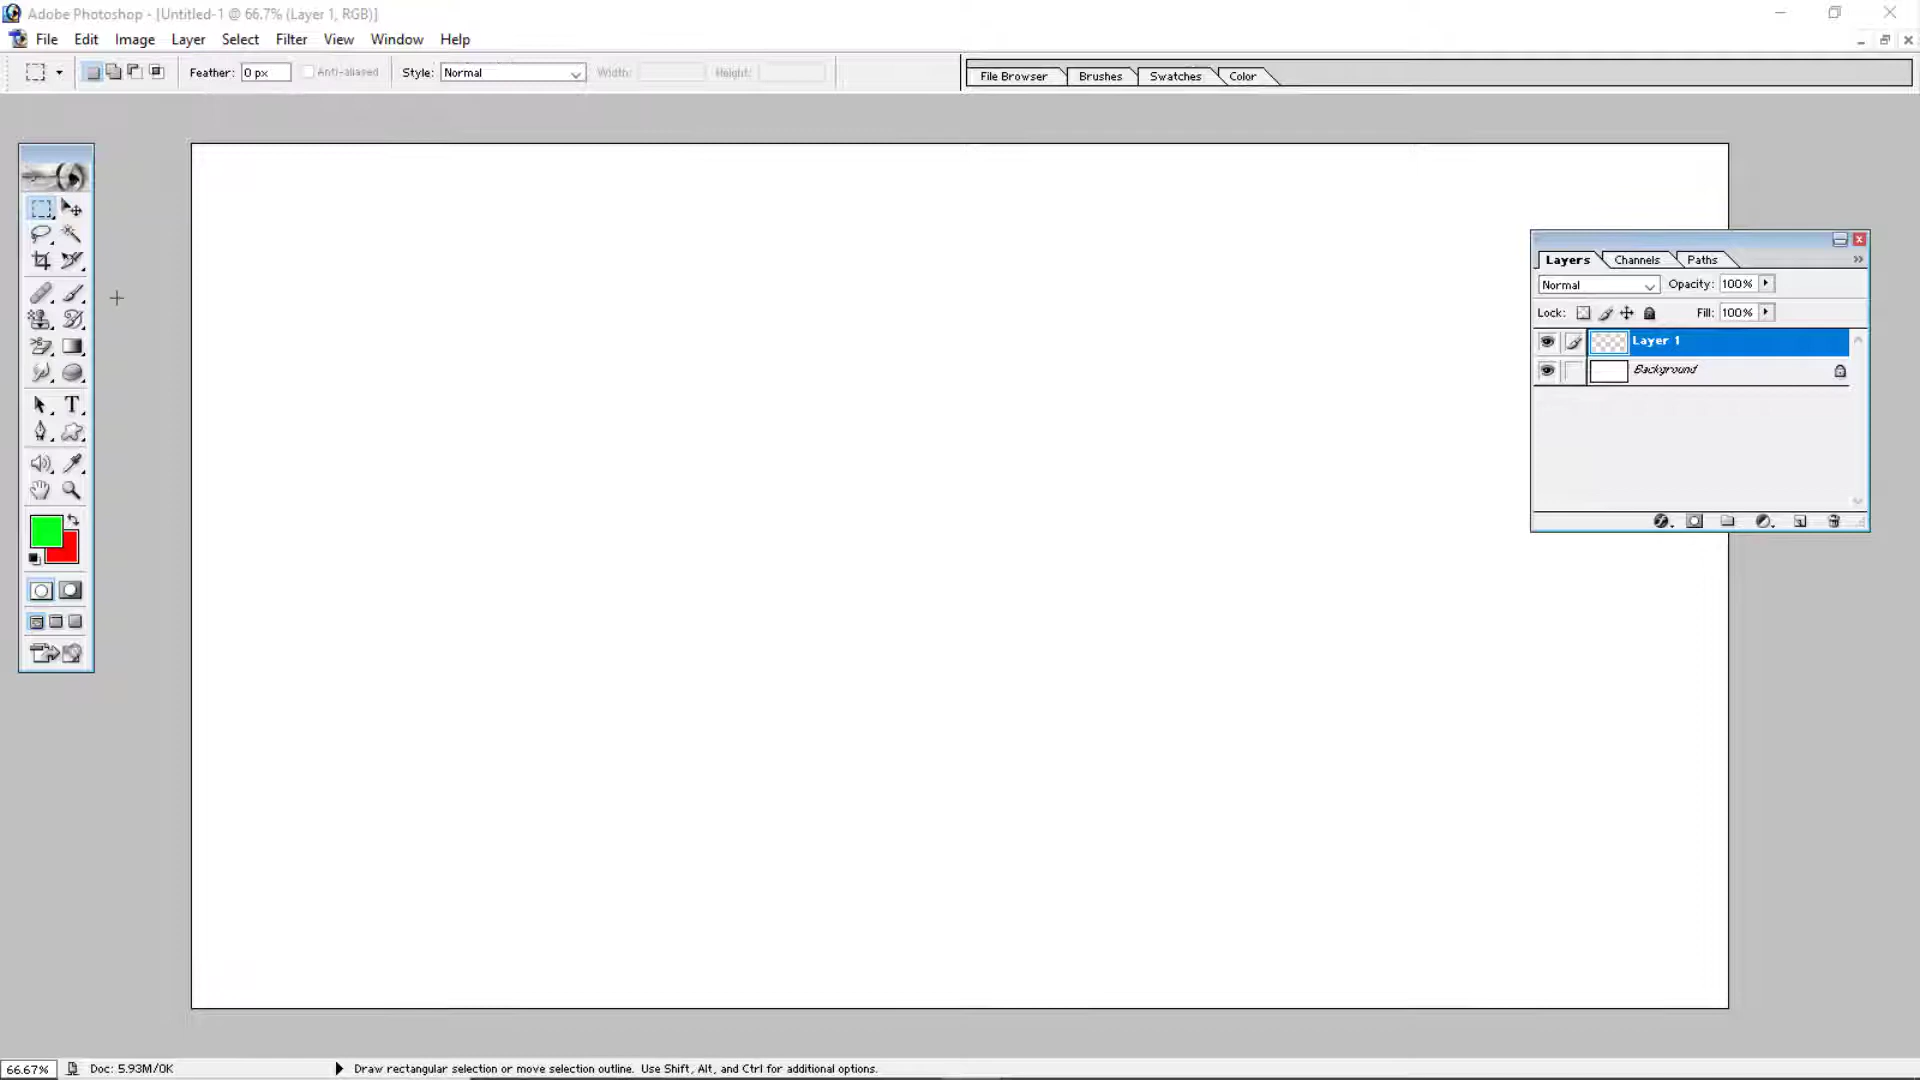 Adobe Photoshop - [Untitled-1 @ 66.7% (Layer 1, RGB)]
File Edit Image Layer Select Filter View Window Help
Feather: 0 px Anti-aliased Style: Normal Width: Height: File Browser Brushes Swatches Color
Layers Channels Paths
Normal Opacity: 100%
Lock: Fill: 100%
Layer 1
Background
T
66.67% Doc: 5.93M/0K Draw rectangular selection or move selection outline. Use Shift, Alt, and Ctrl for additional options.